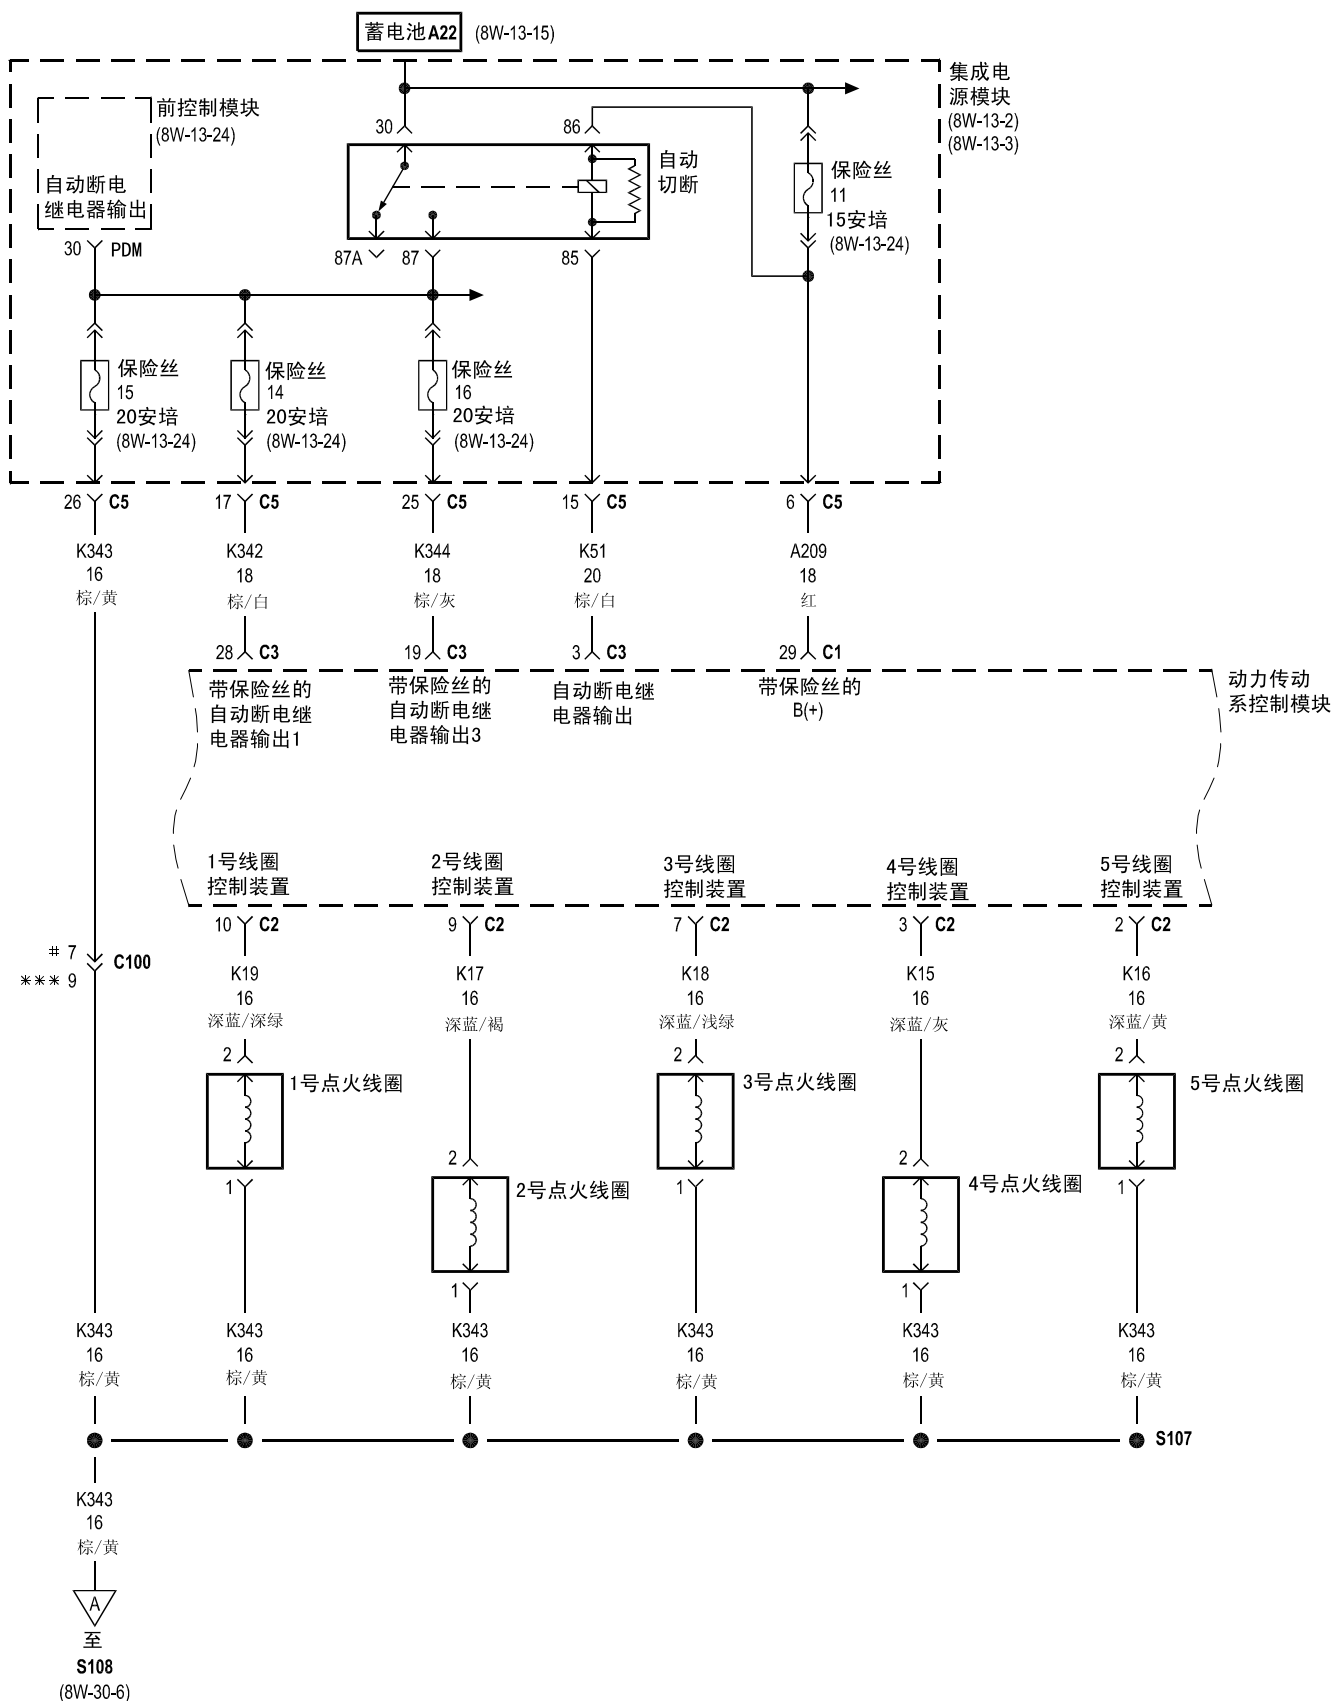 蓄电池A22 (8W-13-15)
集成电
源模块
(8W-13-2)
(8W-13-3)
前控制模块
(8W-13-24)
自动断电
继电器输出
30 PDM
30
86
自动
切断
87A
87
85
保险丝
11
15安培
(8W-13-24)
保险丝
15
20安培
(8W-13-24)
保险丝
14
20安培
(8W-13-24)
保险丝
16
20安培
(8W-13-24)
26 C5
17 C5
25 C5
15 C5
6 C5
K343
16
棕/黄
K342
18
棕/白
K344
18
棕/灰
K51
20
棕/白
A209
18
红
28 C3
19 C3
3 C3
29 C1
动力传动
系控制模块
带保险丝的
自动断电继
电器输出1
带保险丝的
自动断电继
电器输出3
自动断电继
电器输出
带保险丝的
B(+)
1号线圈
控制装置
2号线圈
控制装置
3号线圈
控制装置
4号线圈
控制装置
5号线圈
控制装置
10 C2
9 C2
7 C2
3 C2
2 C2
# 7
*** 9
C100
K19
16
深蓝/深绿
K17
16
深蓝/褐
K18
16
深蓝/浅绿
K15
16
深蓝/灰
K16
16
深蓝/黄
2
1号点火线圈
1
2
2号点火线圈
1
2
3号点火线圈
1
2
4号点火线圈
1
2
5号点火线圈
1
K343
16
棕/黄
K343
16
棕/黄
K343
16
棕/黄
K343
16
棕/黄
K343
16
棕/黄
K343
16
棕/黄
S107
K343
16
棕/黄
A
至
S108
(8W-30-6)